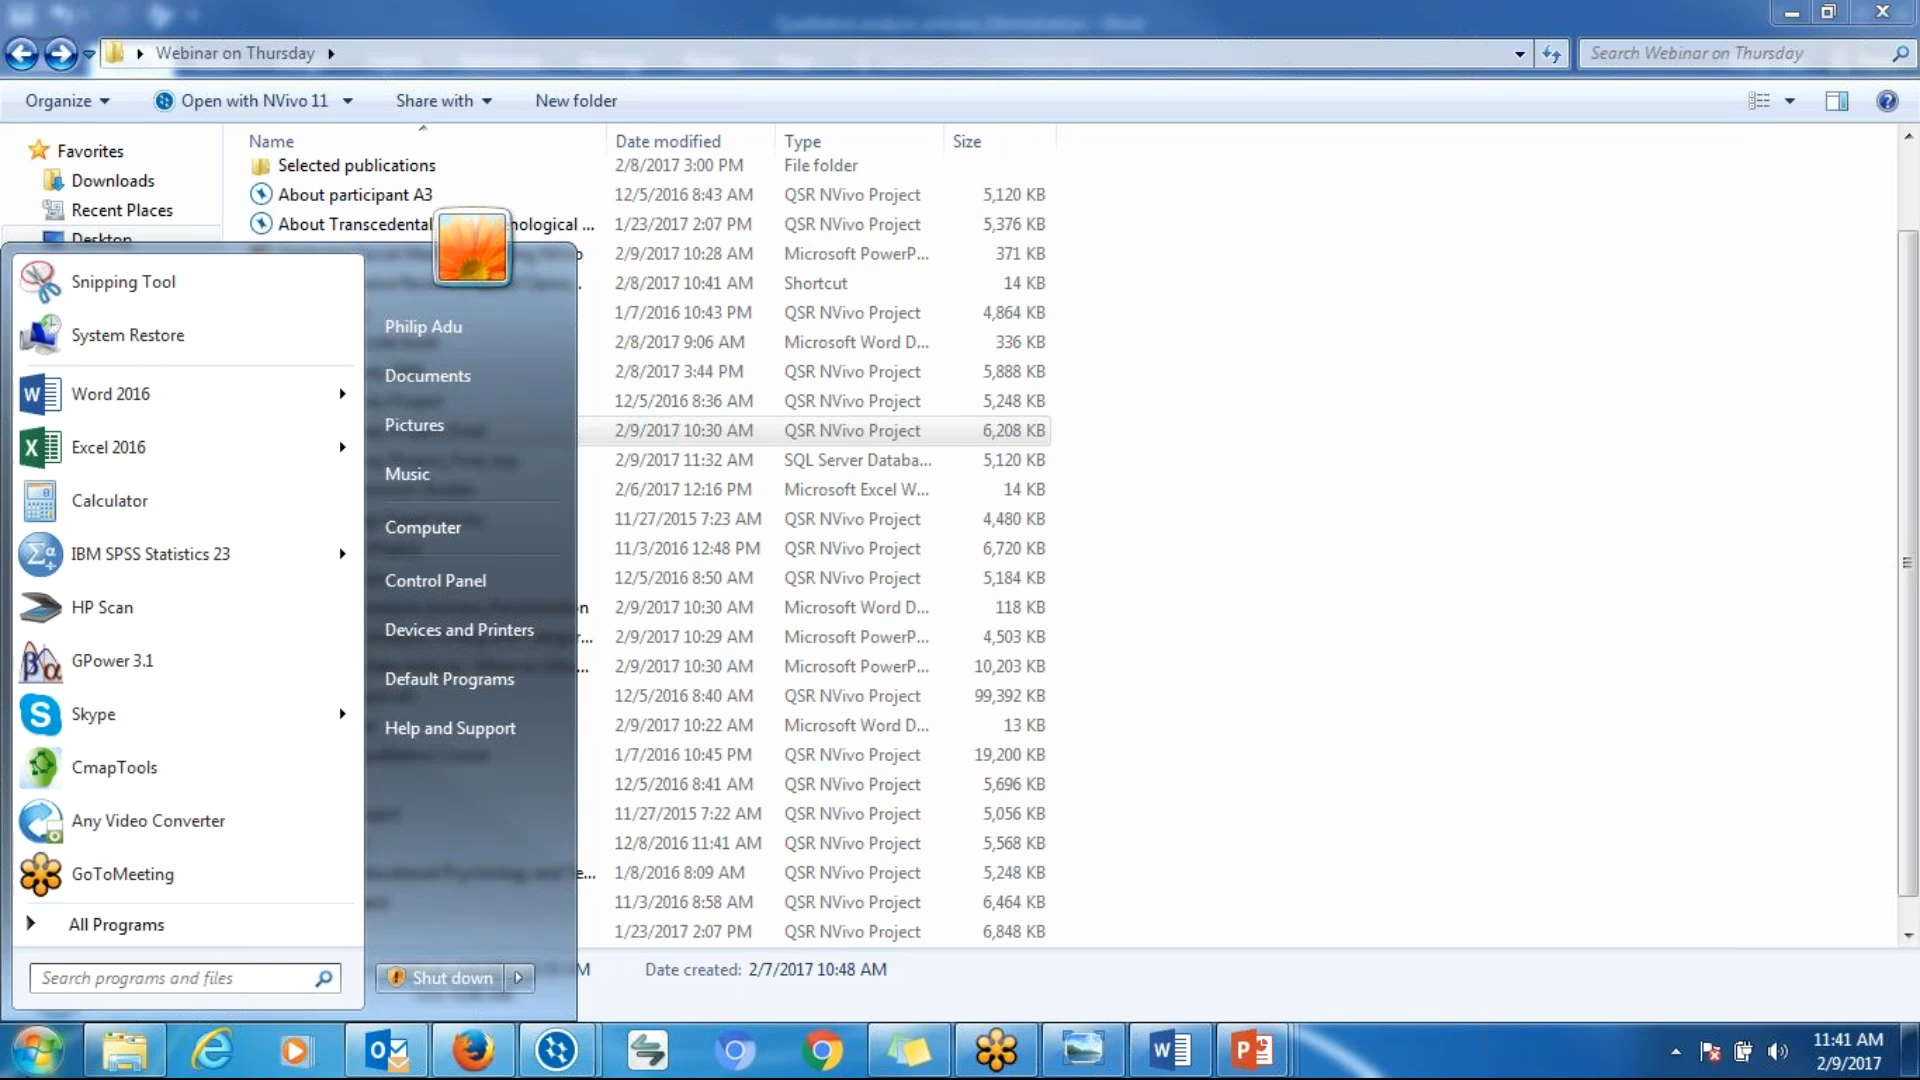 Webinar on Thursday
Search Webinar on Thursday
Organize
Open with NVivo 11
Share with
New folder
Name
Date modified
Type
Size
Favorites
Downloads
Recent Places
Desktop
Selected publications 2/8/2017 3:00 PM File folder
About participant A3 12/5/2016 8:43 AM QSR NVivo Project 5,120 KB
About Transcedental nological ... 1/23/2017 2:07 PM QSR NVivo Project 5,376 KB
2/9/2017 10:28 AM Microsoft PowerP... 371 KB
2/8/2017 10:41 AM Shortcut 14 KB
1/7/2016 10:43 PM QSR NVivo Project 4,864 KB
2/8/2017 9:06 AM Microsoft Word D... 336 KB
2/8/2017 3:44 PM QSR NVivo Project 5,888 KB
12/5/2016 8:36 AM QSR NVivo Project 5,248 KB
2/9/2017 10:30 AM QSR NVivo Project 6,208 KB
2/9/2017 11:32 AM SQL Server Databa... 5,120 KB
2/6/2017 12:16 PM Microsoft Excel W... 14 KB
11/27/2015 7:23 AM QSR NVivo Project 4,480 KB
11/3/2016 12:48 PM QSR NVivo Project 6,720 KB
12/5/2016 8:50 AM QSR NVivo Project 5,184 KB
2/9/2017 10:30 AM Microsoft Word D... 118 KB
2/9/2017 10:29 AM Microsoft PowerP... 4,503 KB
2/9/2017 10:30 AM Microsoft PowerP... 10,203 KB
12/5/2016 8:40 AM QSR NVivo Project 99,392 KB
2/9/2017 10:22 AM Microsoft Word D... 13 KB
1/7/2016 10:45 PM QSR NVivo Project 19,200 KB
12/5/2016 8:41 AM QSR NVivo Project 5,696 KB
11/27/2015 7:22 AM QSR NVivo Project 5,056 KB
12/8/2016 11:41 AM QSR NVivo Project 5,568 KB
1/8/2016 8:09 AM QSR NVivo Project 5,248 KB
11/3/2016 8:58 AM QSR NVivo Project 6,464 KB
1/23/2017 2:07 PM QSR NVivo Project 6,848 KB
Date created: 2/7/2017 10:48 AM
Snipping Tool
System Restore
Word 2016
Excel 2016
Calculator
IBM SPSS Statistics 23
HP Scan
GPower 3.1
Skype
CmapTools
Any Video Converter
GoToMeeting
All Programs
Search programs and files
Philip Adu
Documents
Pictures
Music
Computer
Control Panel
Devices and Printers
Default Programs
Help and Support
Shut down
11:41 AM
2/9/2017